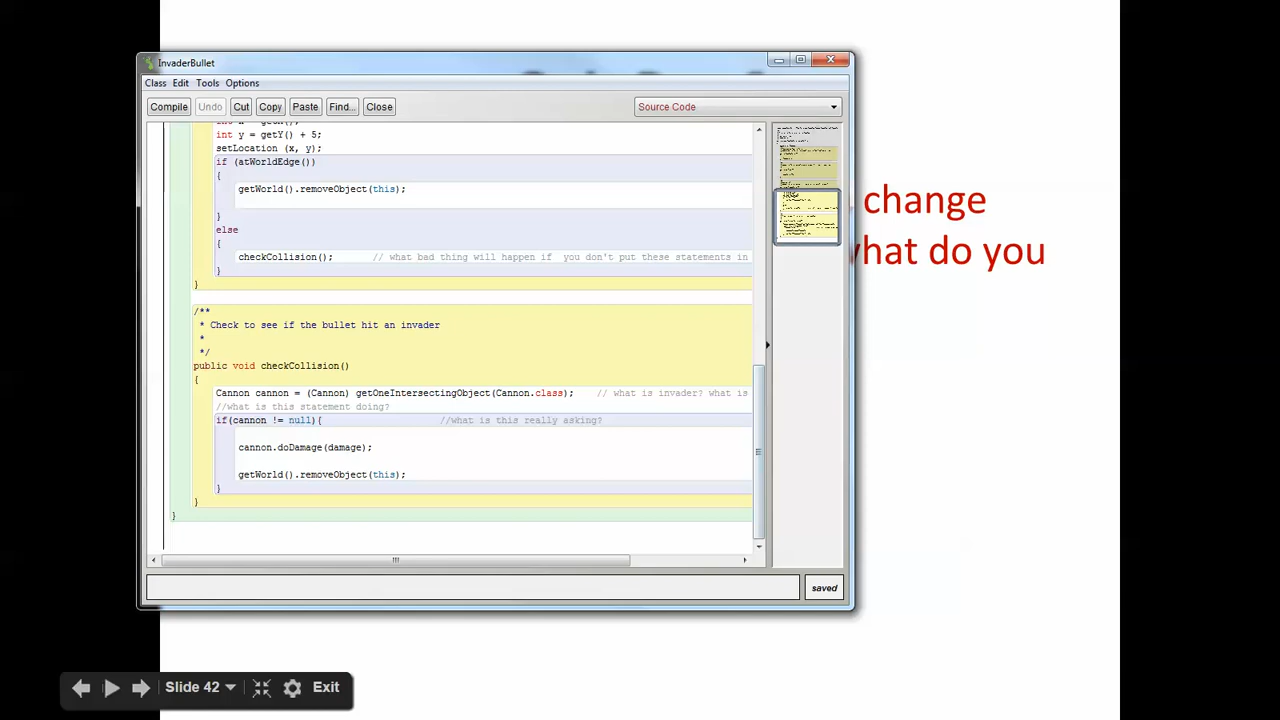 InvaderBullet
Class Edit Tools Options
Compile Undo Cut Copy Paste Find... Close Source Code
int y = getY() + 5;
setLocation (x, y);
if (atWorldEdge())
{
getWorld().removeObject(this);
}
else
{
checkCollision(); // what bad thing will happen if you don't put these statements in
}
}
/**
* Check to see if the bullet hit an invader
*
*/
public void checkCollision()
{
Cannon cannon = (Cannon) getOneIntersectingObject(Cannon.class); // what is invader? what is
//what is this statement doing?
if(cannon != null){ //what is this really asking?
cannon.doDamage(damage);
getWorld().removeObject(this);
}
}
}
saved
change
what do you
Slide 42 Exit